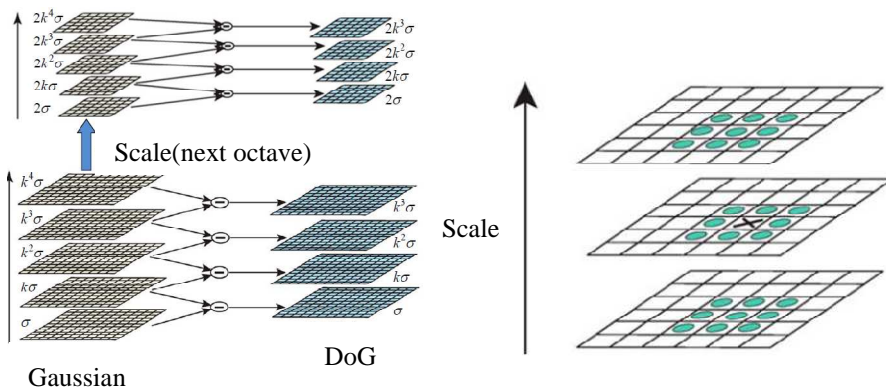 2k⁴σ
2k³σ
2k²σ
2kσ
2σ
2k³σ
2k²σ
2kσ
2σ
Scale(next octave)
k⁴σ
k³σ
k²σ
kσ
σ
k³σ
k²σ
kσ
σ
Gaussian
DoG
Scale